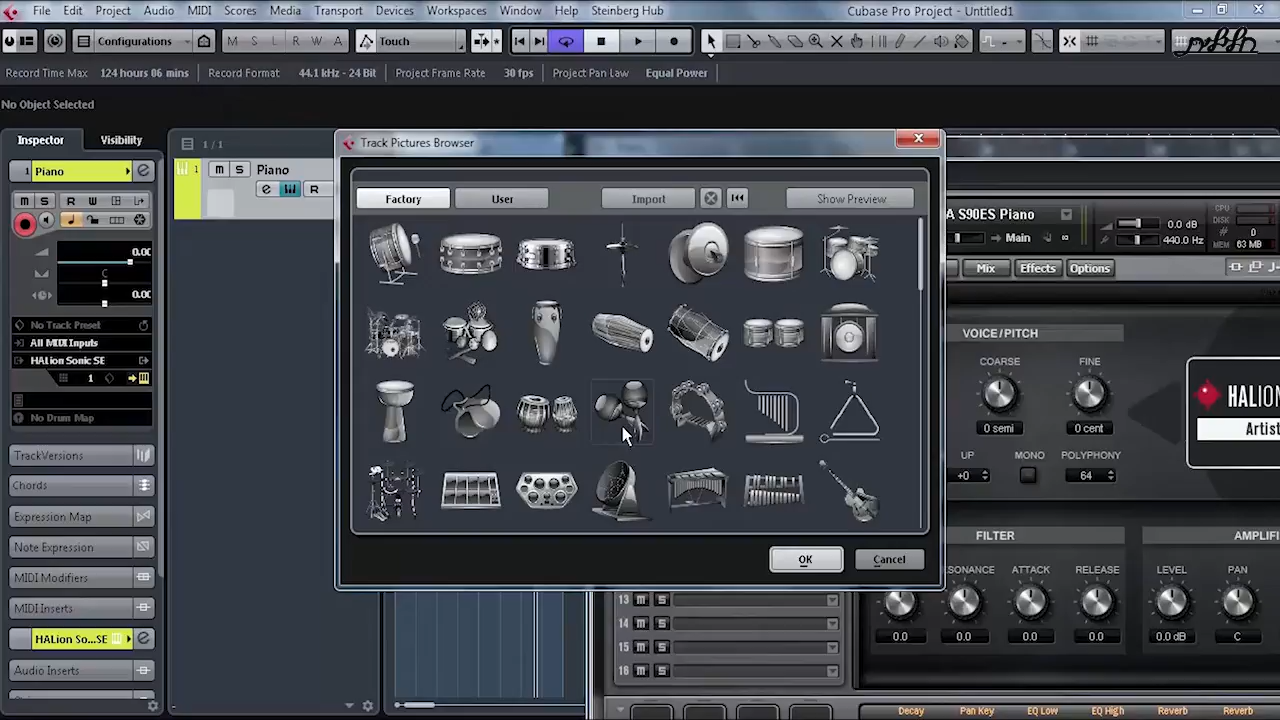 File Edit Project Audio MIDI Scores Media Transport Devices Workspaces Window Help Steinberg Hub Cubase Pro Project - Untitled1
Configurations M S L R W A Touch
Record Time Max 124 hours 06 mins Record Format 44.1 kHz - 24 Bit Project Frame Rate 30 fps Project Pan Law Equal Power
No Object Selected
Inspector Visibility 1 / 1
Track Pictures Browser
1 Piano
1 m S Piano
e R
M S R W
Factory User Import Show Preview
0.00
C
0.00
No Track Preset
All MIDI Inputs
HALion Sonic SE
1
No Drum Map
TrackVersions
Chords
Expression Map
Note Expression
MIDI Modifiers
MIDI Inserts
HALion So...SE
Audio Inserts
OK Cancel
A S90ES Piano 0.0 dB CPU
DISK
Main 440.0 Hz # 0
MEM 63 MB
Mix Effects Options
VOICE/PITCH
COARSE FINE
HALION
Artist
0 semi 0 cent
UP MONO POLYPHONY
+0 64
FILTER AMPLIFI
SONANCE ATTACK RELEASE LEVEL PAN
0.0 0.0 0.0 0.0 0.0 dB C
13 m S
14 m S
15 m S
16 m S
Decay Pan Key EQ Low EQ High Reverb Reverb